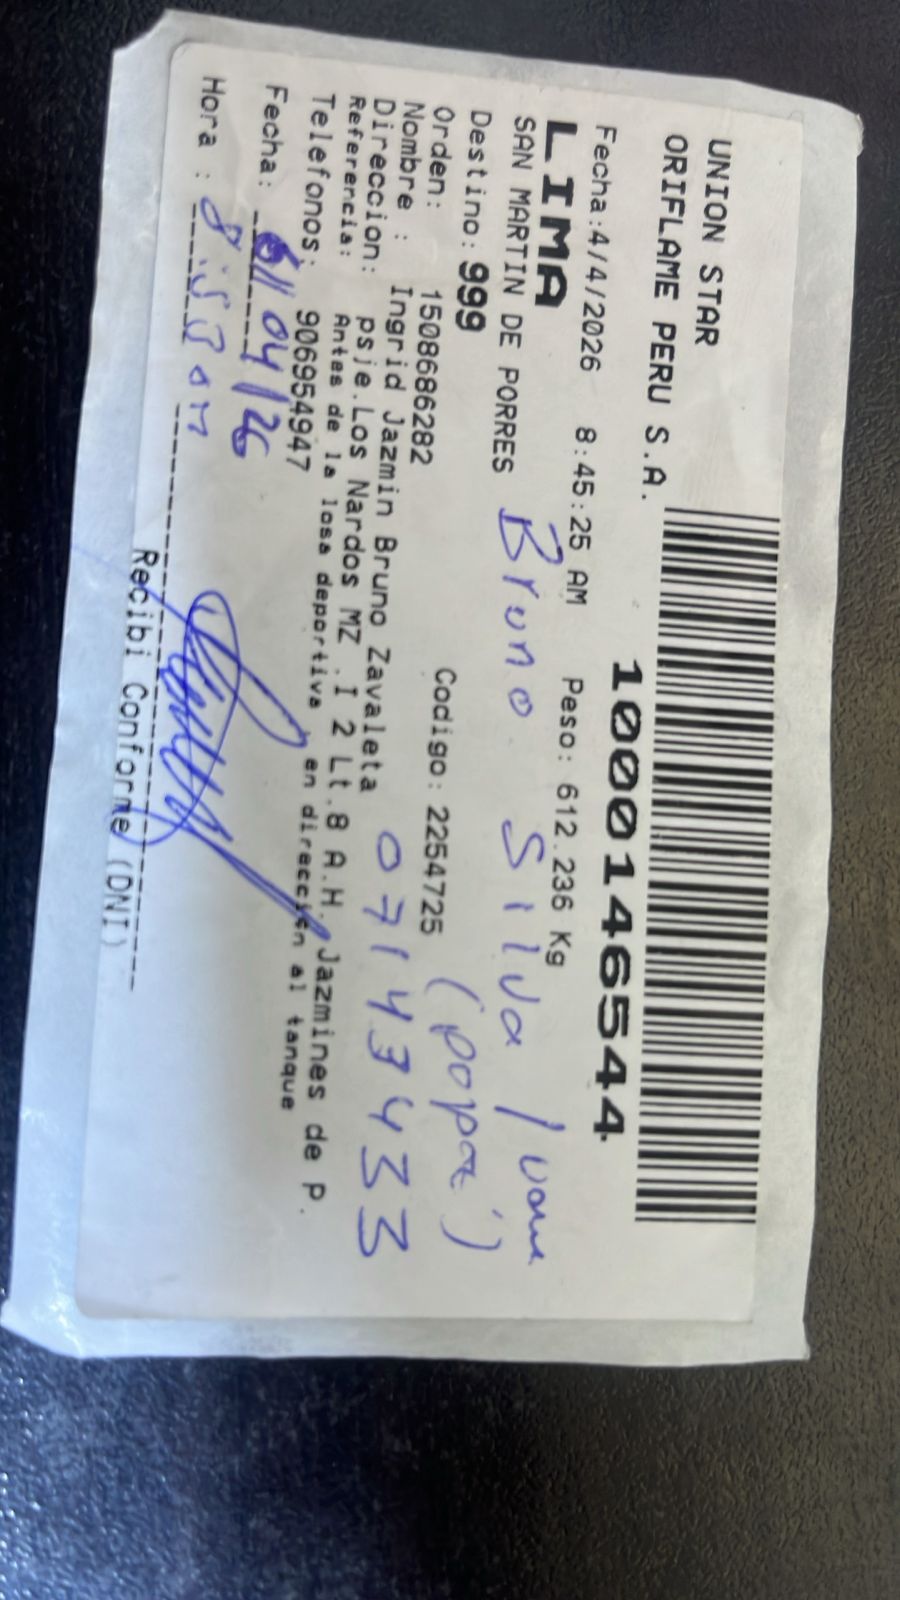 UNION STAR
ORIFLAME PERU S.A.
1000146544
Fecha:4/4/2026 8:45:25 AM Peso: 612.236 Kg
LIMA
SAN MARTIN DE PORRES Bruno Silva
Destino: 999
(papá)
Orden: 1508686282 Codigo: 2254725
Nombre : Ingrid Jazmin Bruno Zavaleta 07143433
Direccion: psje.Los Nardos MZ .I 2 Lt.8 A.H. Jazmines de P.
Referencia: Antes de la losa deportiva en dirección al tanque
Telefonos: 906954947
Fecha: 04/26
Hora : 8:55am
Recibi Conforme (DNI)